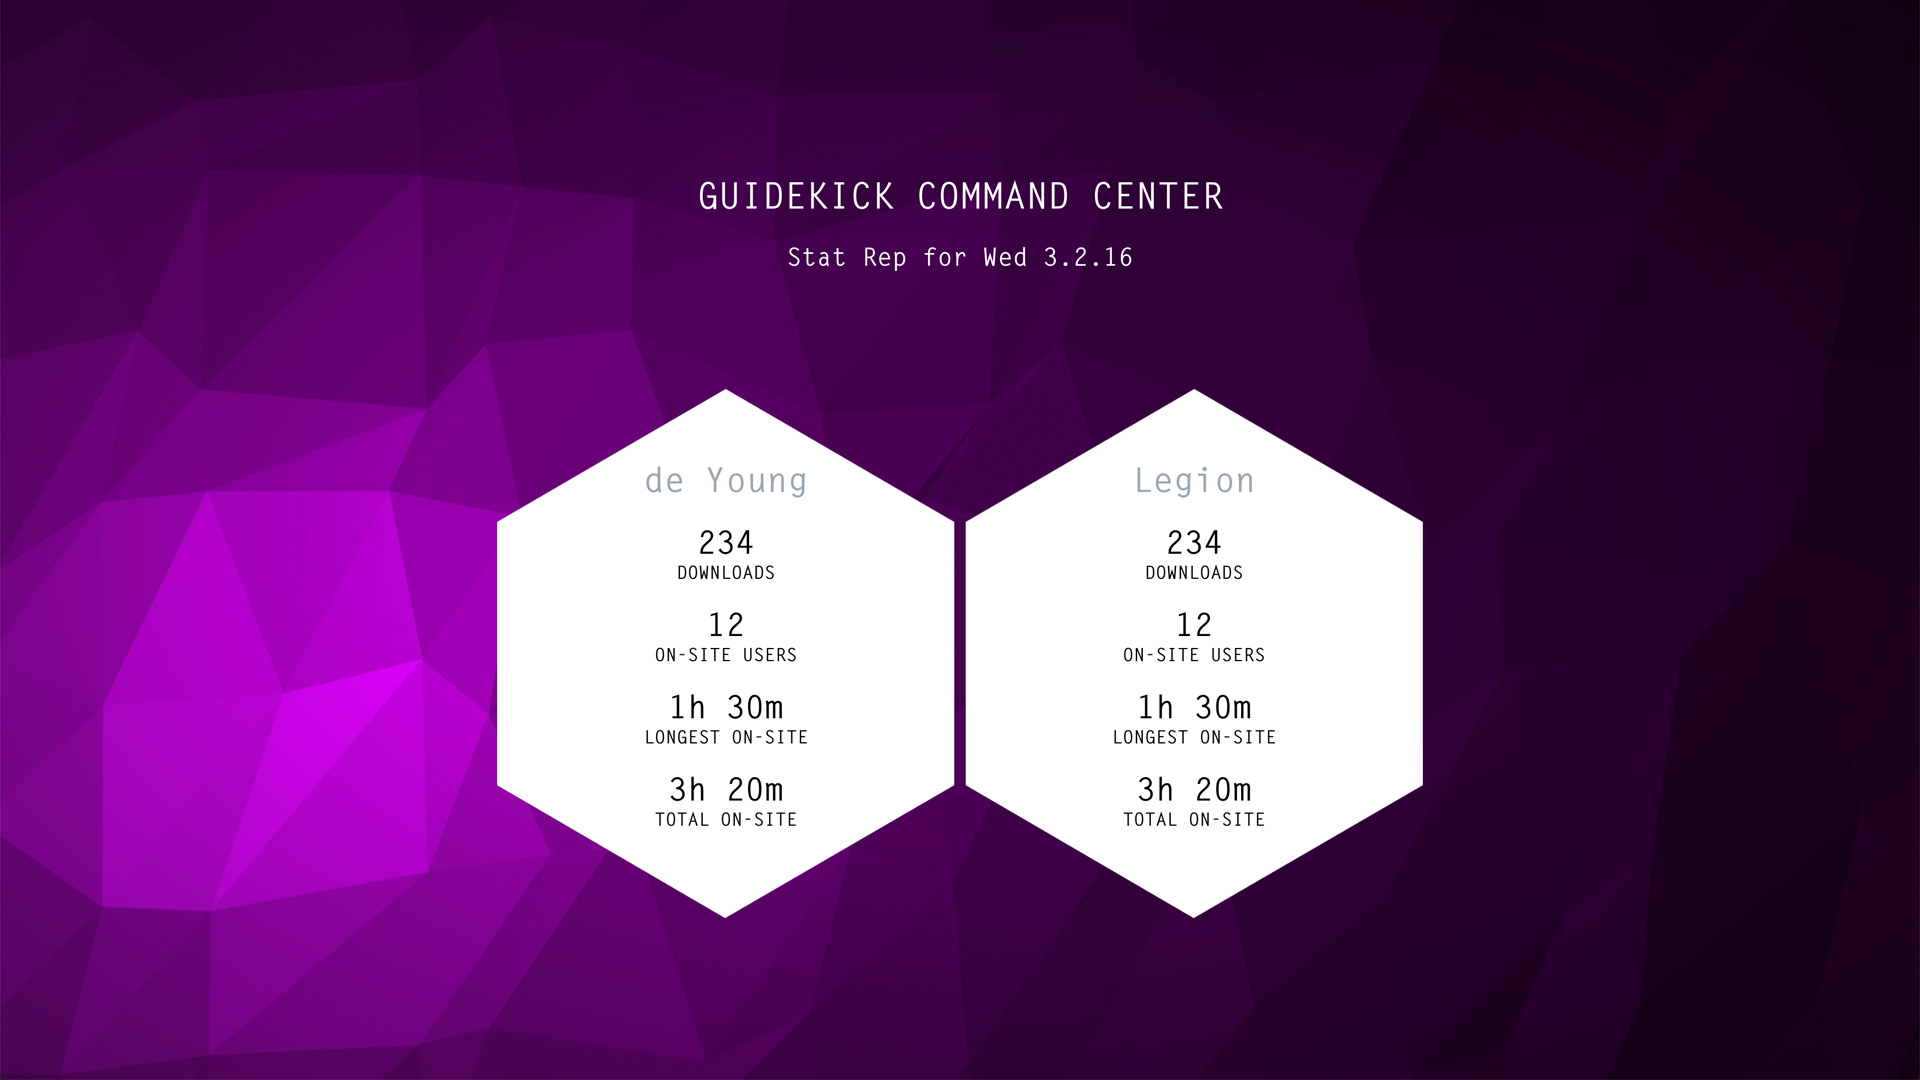 GUIDEKICK COMMAND CENTER
Stat Rep for Wed 3.2.16
de Young
234
DOWNLOADS
12
ON-SITE USERS
1h 30m
LONGEST ON-SITE
3h 20m
TOTAL ON-SITE
Legion
234
DOWNLOADS
12
ON-SITE USERS
1h 30m
LONGEST ON-SITE
3h 20m
TOTAL ON-SITE